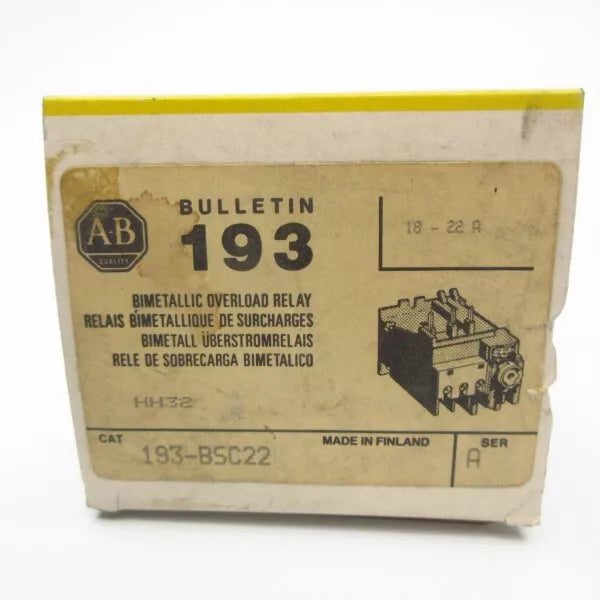 A-B
QUALITY
BULLETIN
193
18 - 22 A
BIMETALLIC OVERLOAD RELAY
RELAIS BIMETALLIQUE DE SURCHARGES
BIMETALL ÜBERSTROMRELAIS
RELE DE SOBRECARGA BIMETALICO
HH32
CAT
193-BSC22
MADE IN FINLAND
SER
A